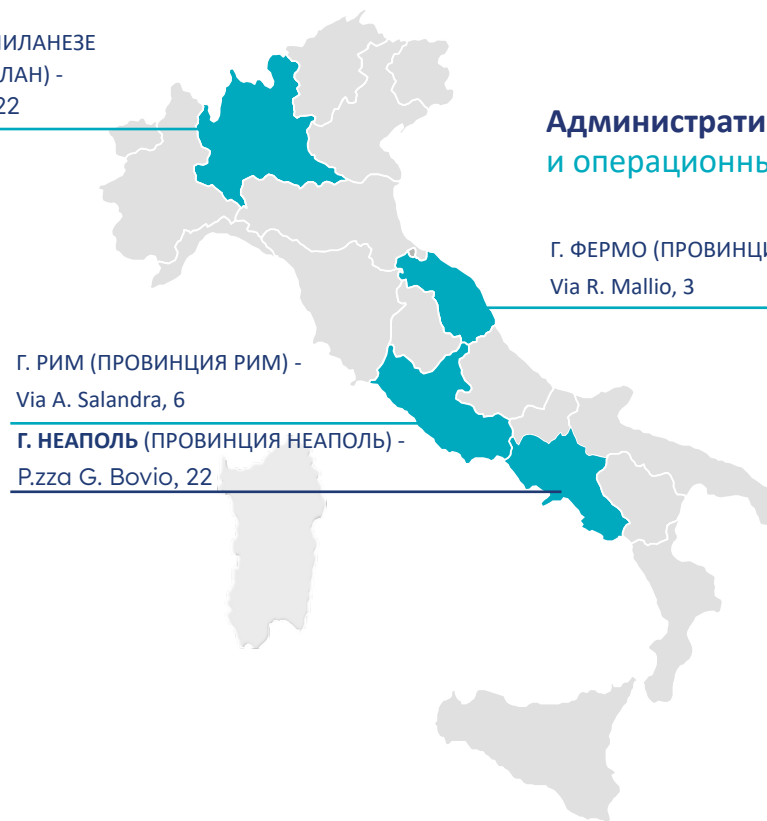 ИЛАНЕЗЕ
ЛАН) -
22
Администрати
и операционны
Г. ФЕРМО (ПРОВИНЦИ
Via R. Mallio, 3
Г. РИМ (ПРОВИНЦИЯ РИМ) -
Via A. Salandra, 6
Г. НЕАПОЛЬ (ПРОВИНЦИЯ НЕАПОЛЬ) -
P.zza G. Bovio, 22